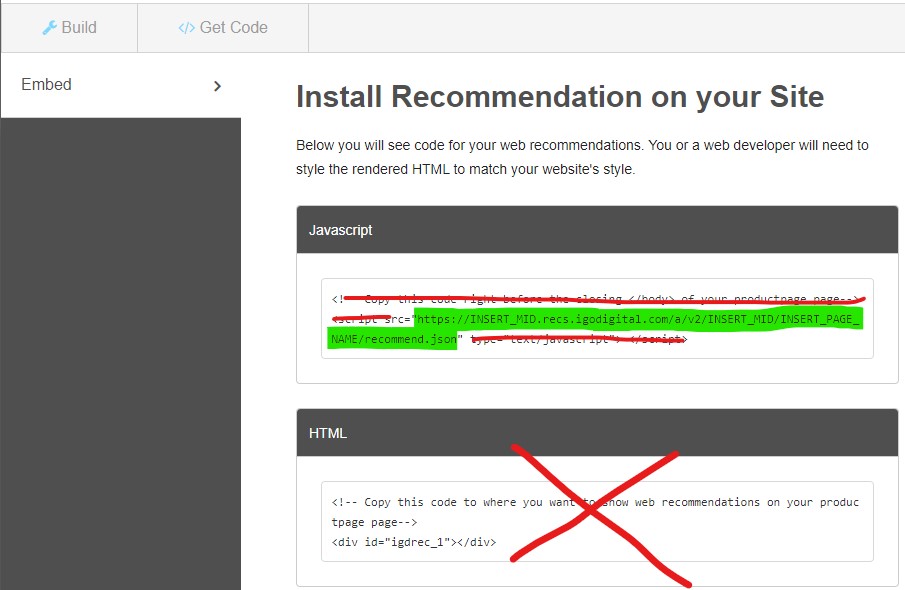 Build
</> Get Code
Embed
Install Recommendation on your Site
Below you will see code for your web recommendations. You or a web developer will need to
style the rendered HTML to match your website's style.
Javascript
<!-- Copy this code right before the closing </body> of your productpage page-->
<script src="https://INSERT_MID.recs.igodigital.com/a/v2/INSERT_MID/INSERT_PAGE_
NAME/recommend.json" type="text/javascript"> </script>
HTML
<!-- Copy this code to where you want to show web recommendations on your produc
tpage page-->
<div id="igdrec_1"></div>